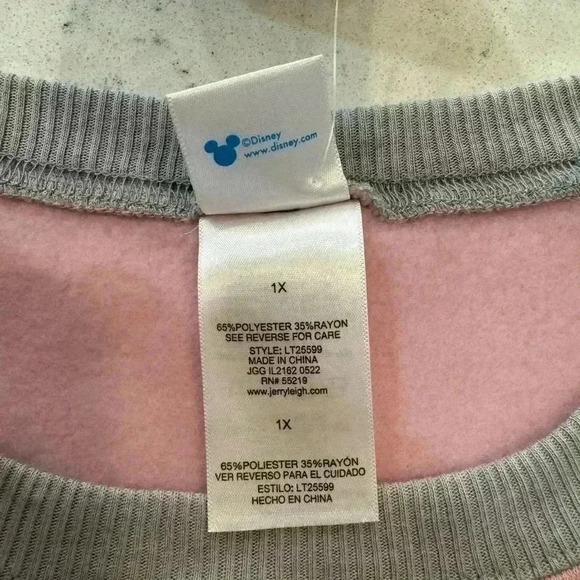 ©Disney
www.disney.com
1X
65%POLYESTER 35%RAYON
SEE REVERSE FOR CARE
STYLE: LT25599
MADE IN CHINA
JGG IL2162 0522
RN# 55219
www.jerryleigh.com
1X
65%POLIESTER 35%RAYÓN
VER REVERSO PARA EL CUIDADO
ESTILO: LT25599
HECHO EN CHINA